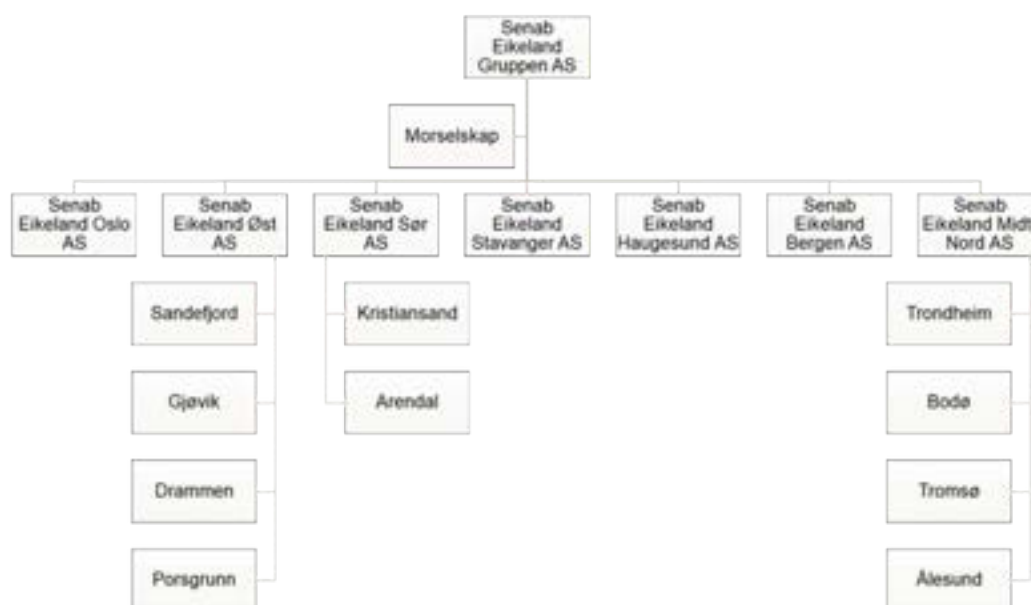 Senab
Eikeland
Gruppen AS
Morselskap
Senab
Eikeland Oslo
AS
Senab
Eikeland Øst
AS
Senab
Eikeland Sør
AS
Senab
Eikeland
Stavanger AS
Senab
Eikeland
Haugesund AS
Senab
Eikeland
Bergen AS
Senab
Eikeland Midt
Nord AS
Sandefjord
Gjøvik
Drammen
Porsgrunn
Kristiansand
Arendal
Trondheim
Bodø
Tromsø
Ålesund